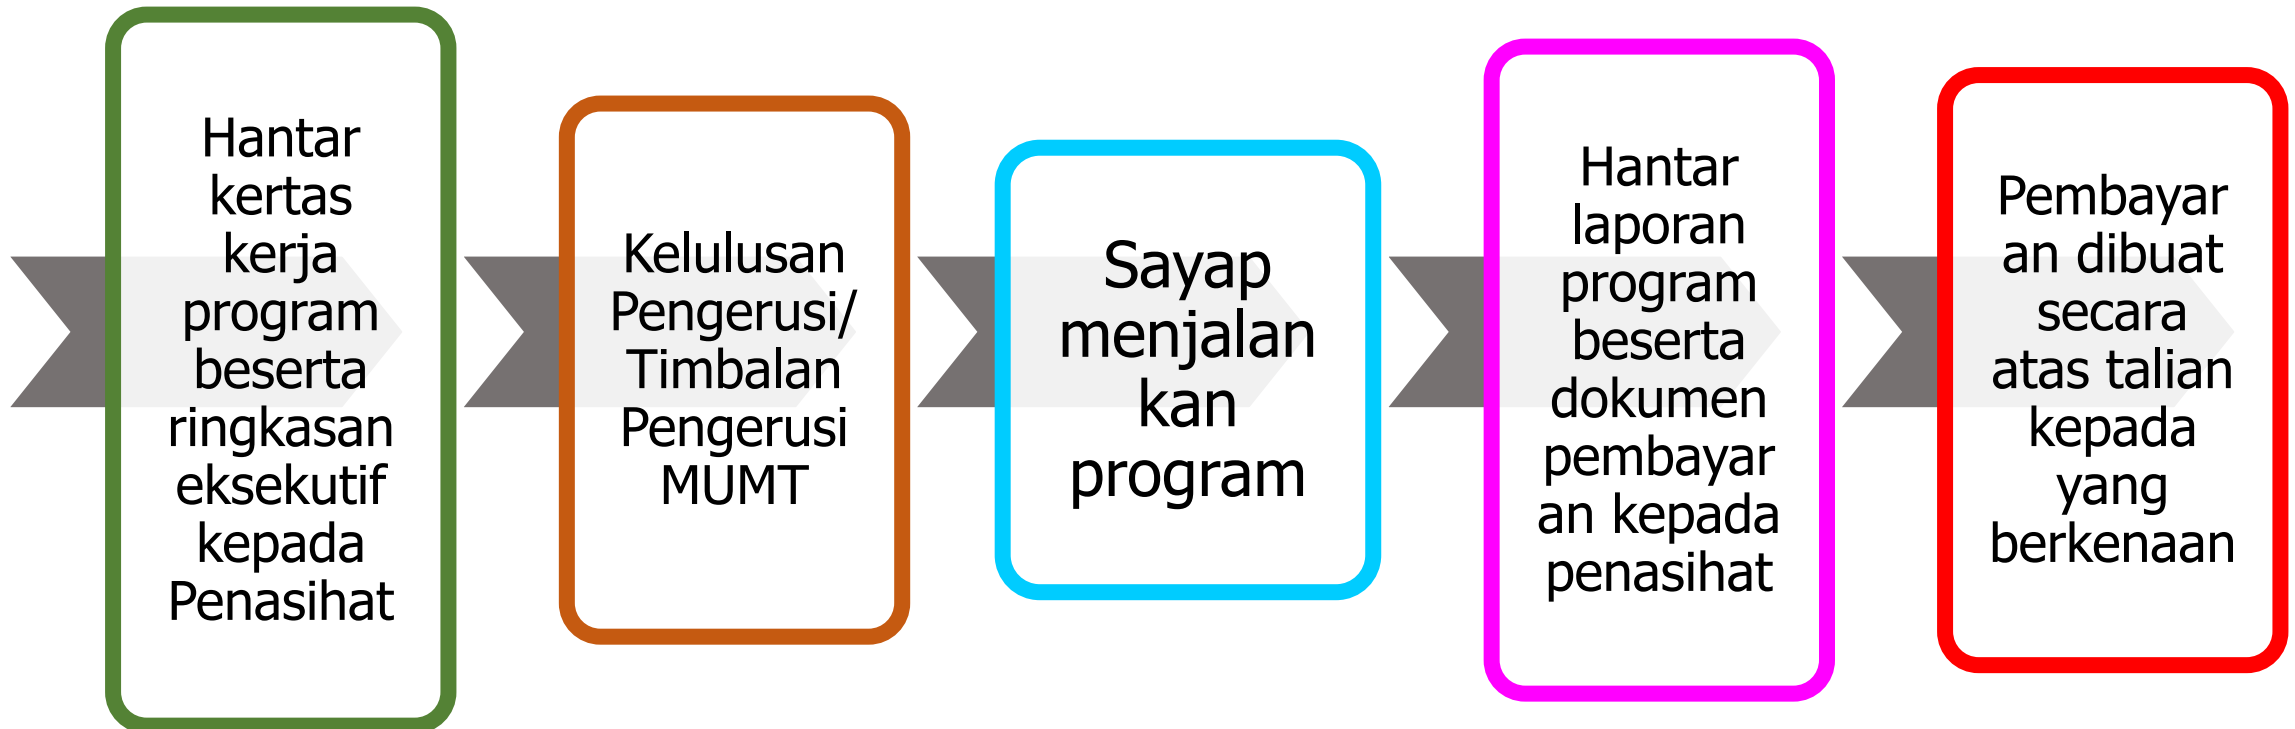 Hantar
kertas
kerja
program
beserta
ringkasan
eksekutif
kepada
Penasihat
Kelulusan
Pengerusi/
Timbalan
Pengerusi
MUMT
Sayap
menjalan
kan
program
Hantar
laporan
program
beserta
dokumen
pembayar
an kepada
penasihat
Pembayar
an dibuat
secara
atas talian
kepada
yang
berkenaan